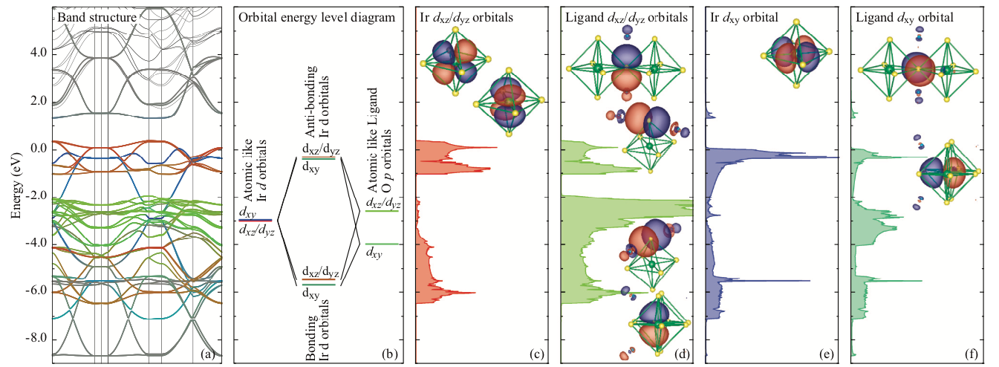 Band structure
Orbital energy level diagram
Ir dxz/dyz orbitals
Ligand dxz/dyz orbitals
Ir dxy orbital
Ligand dxy orbital
Energy (eV)
4.0
2.0
0.0
-2.0
-4.0
-6.0
-8.0
Atomic like
Ir d orbitals
dxy
dxz/dyz
Anti-bonding
Ir d orbitals
dxz/dyz
dxy
Atomic like Ligand
O p orbitals
dxz/dyz
dxy
dxz/dyz
dxy
Bonding
Ir d orbitals
(a)
(b)
(c)
(d)
(e)
(f)